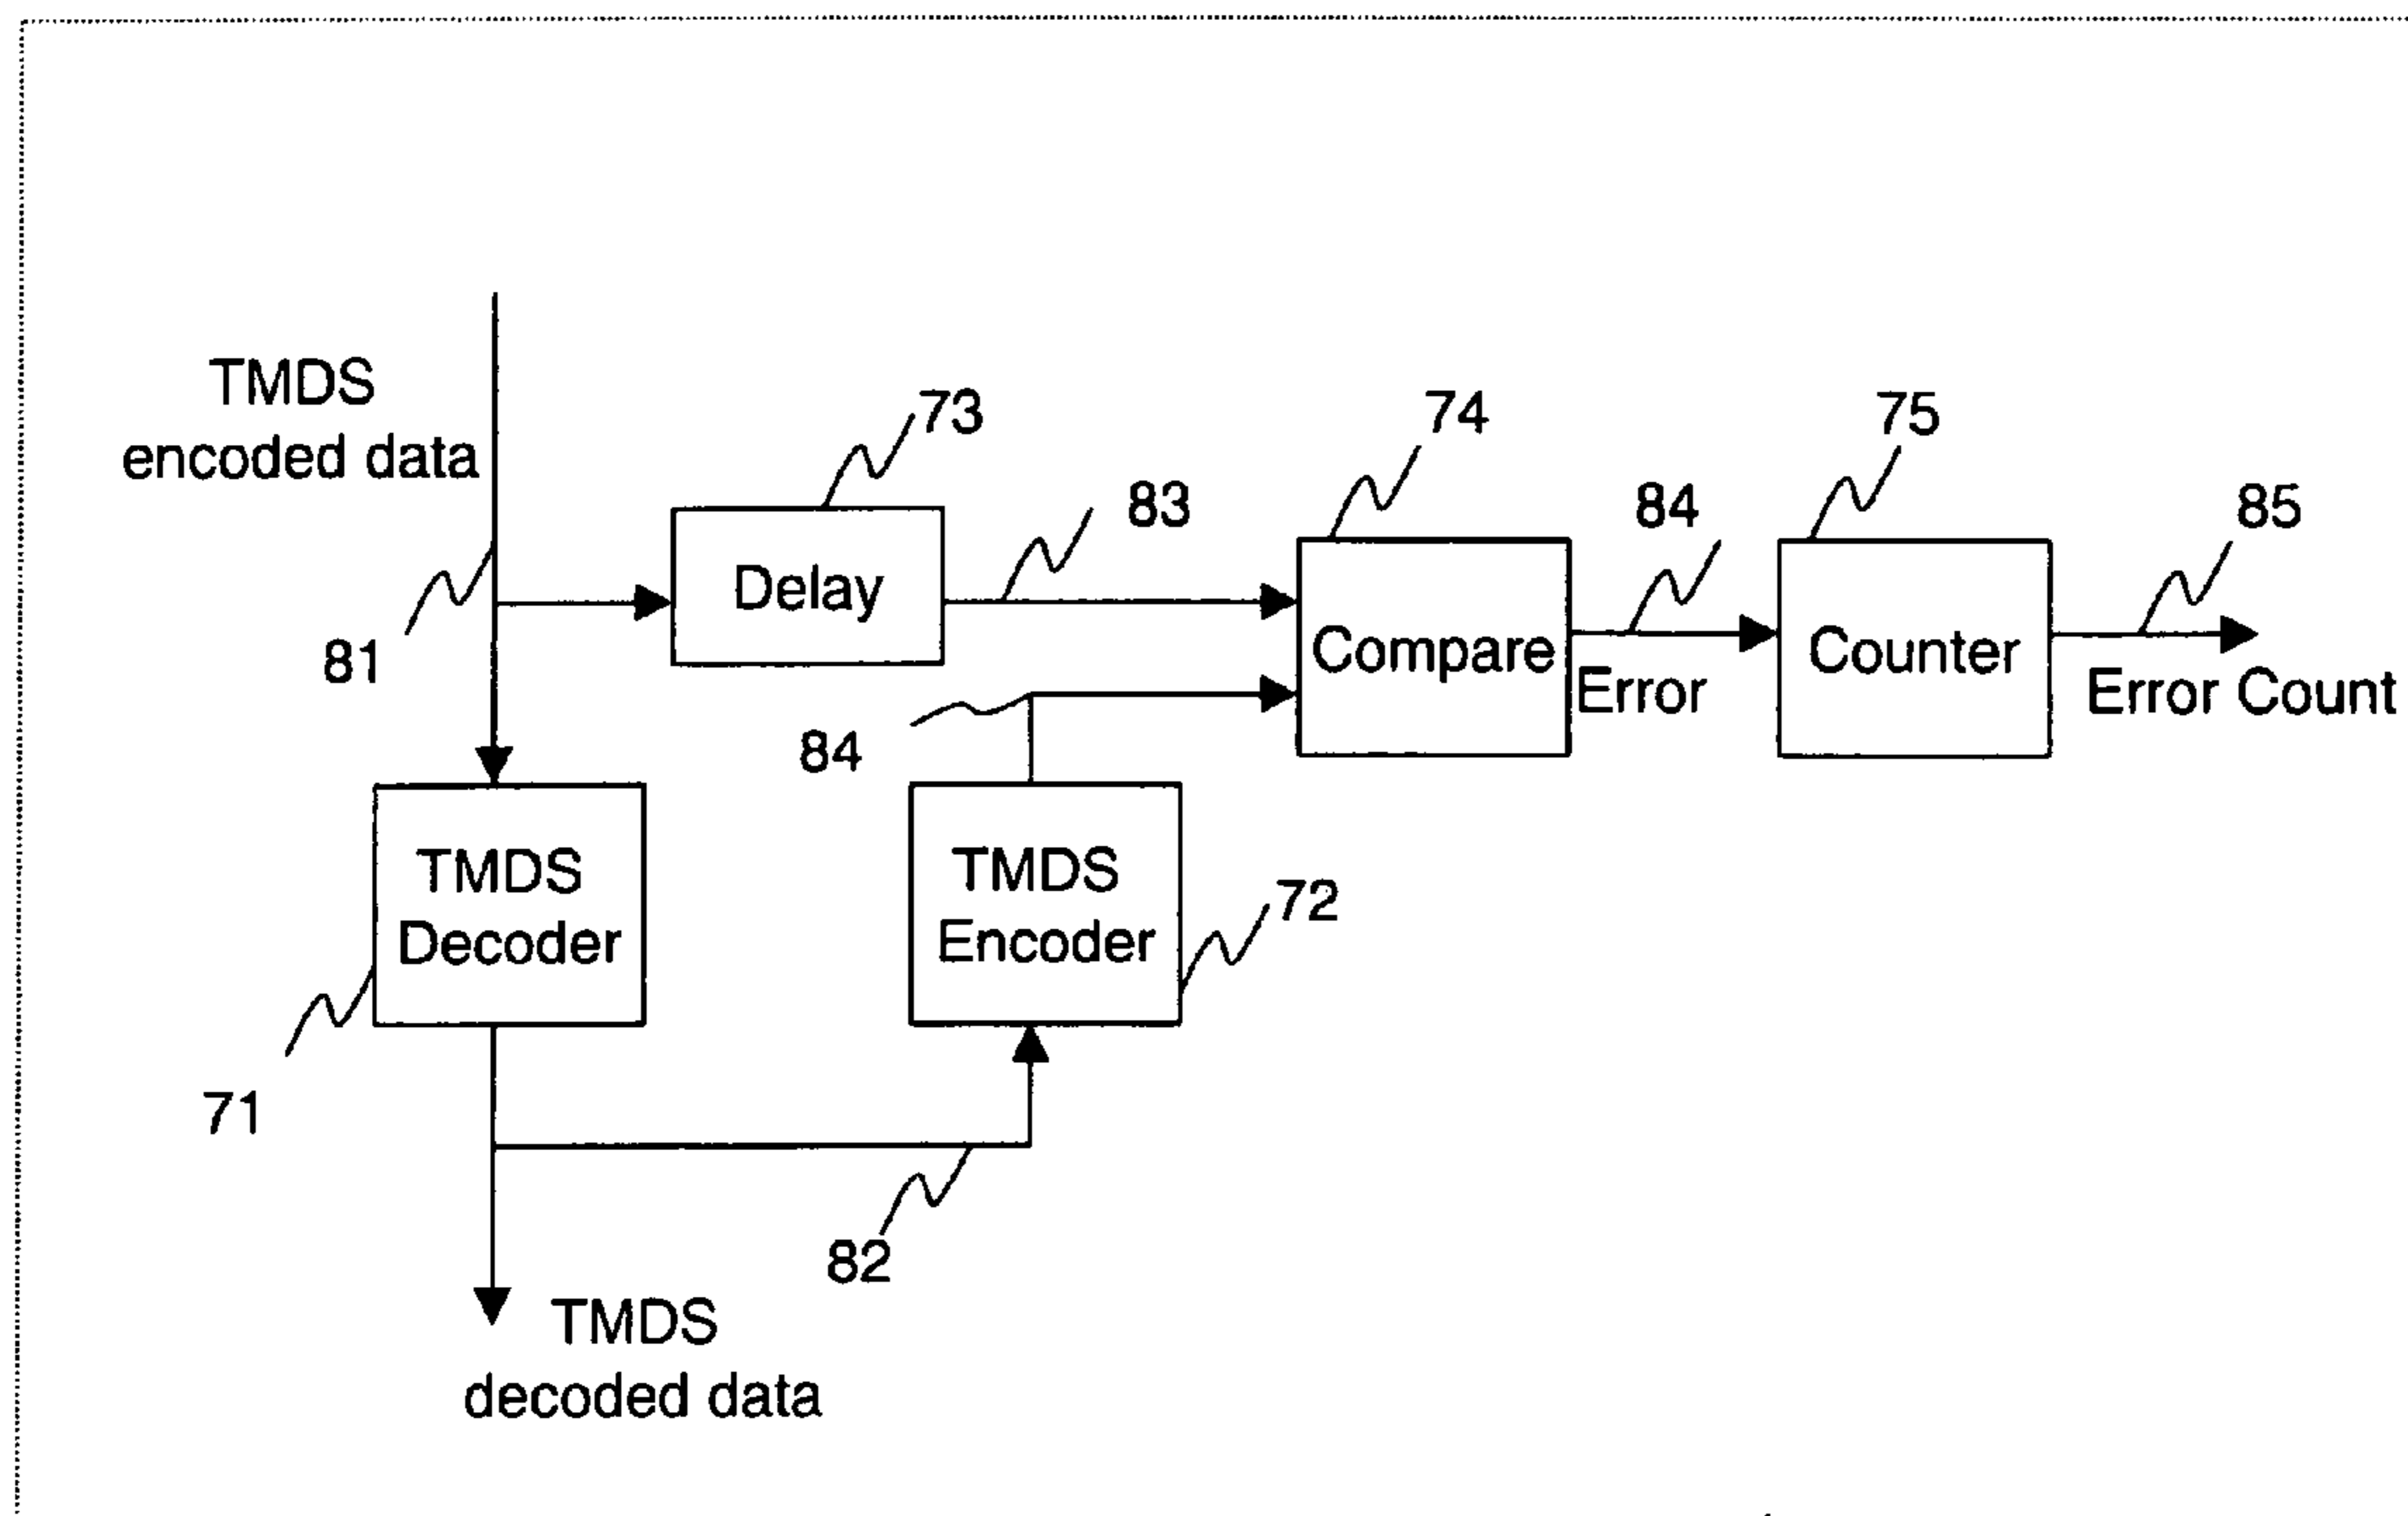 TMDS
encoded data
73
74
75
83
84
85
Delay
81
Compare
Error
Counter
Error Count
84
TMDS
Decoder
TMDS
Encoder
72
71
82
TMDS
decoded data